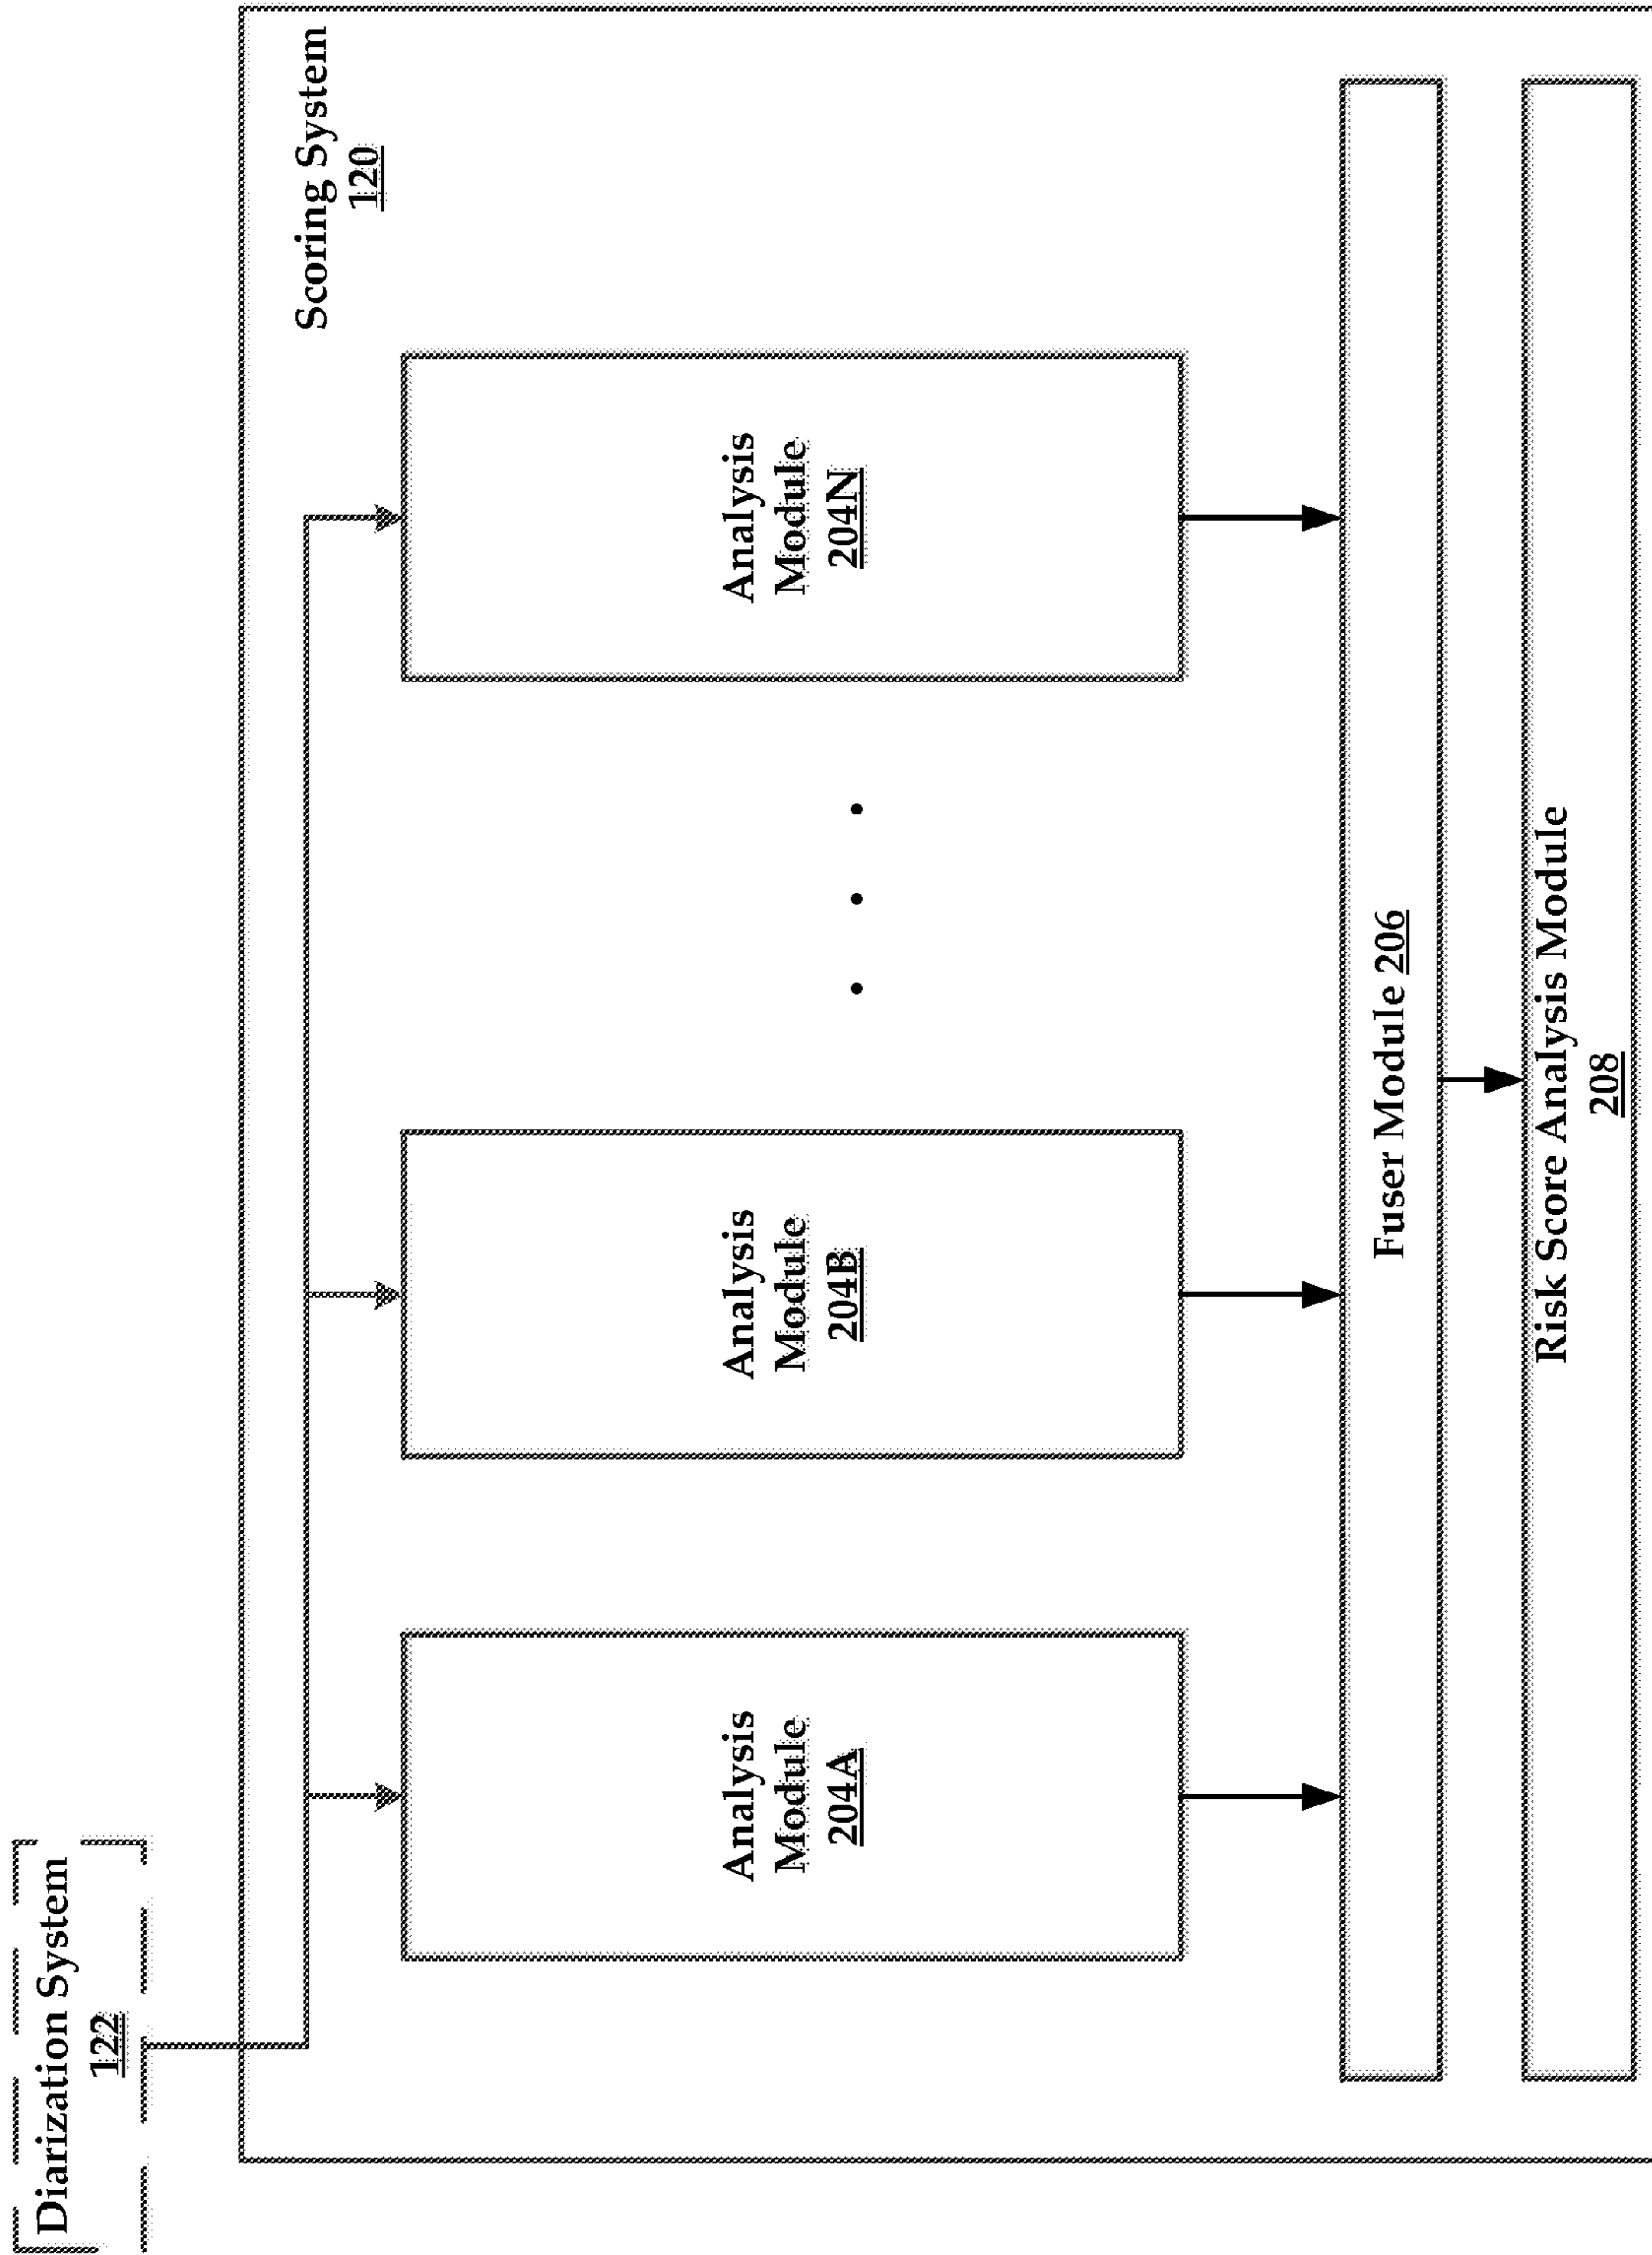 Diarization System
122
Scoring System
120
Analysis
Module
204A
Analysis
Module
204B
Analysis
Module
204N
Fuser Module 206
Risk Score Analysis Module
208